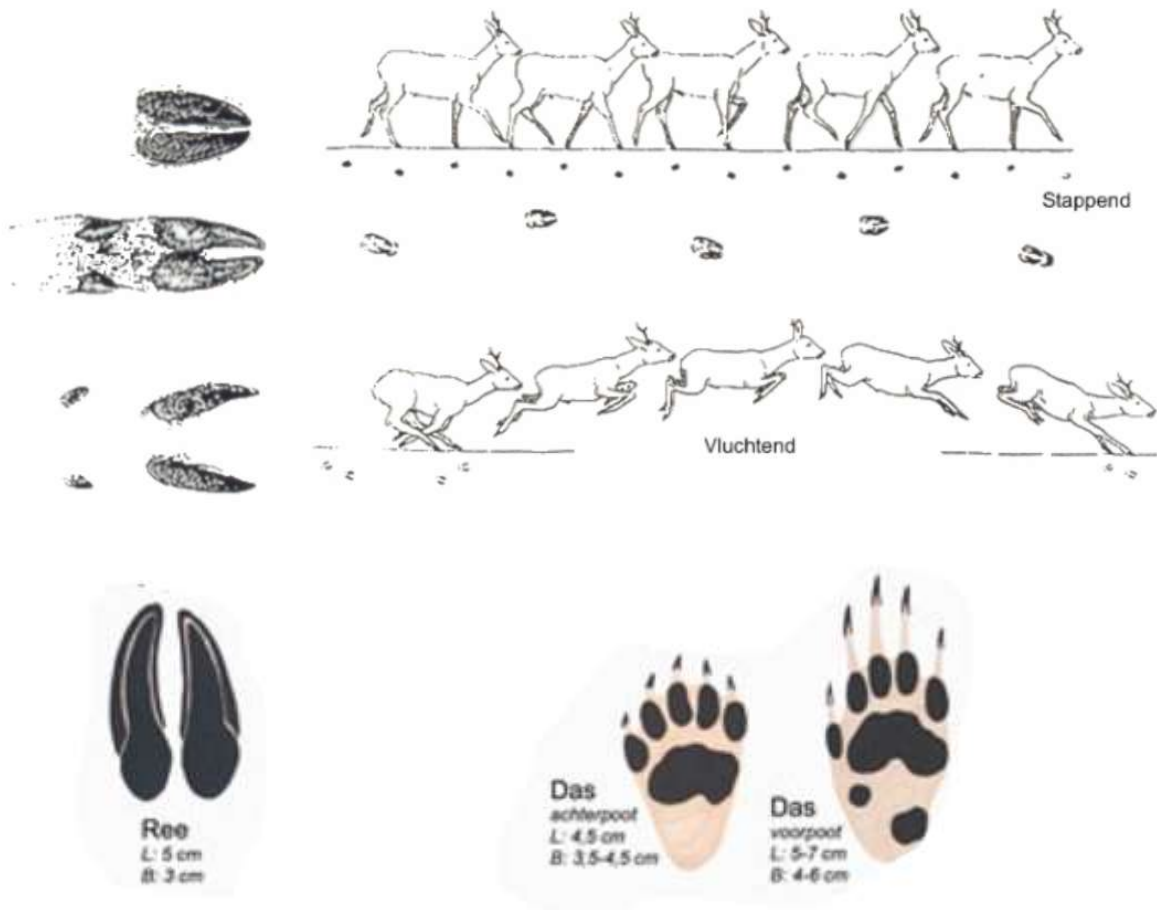 Stappend
Vluchtend
Ree
L: 5 cm
B: 3 cm
Das
achterpoot
L: 4,5 cm
B: 3,5-4,5 cm
Das
voorpoot
L: 5-7 cm
B: 4-6 cm